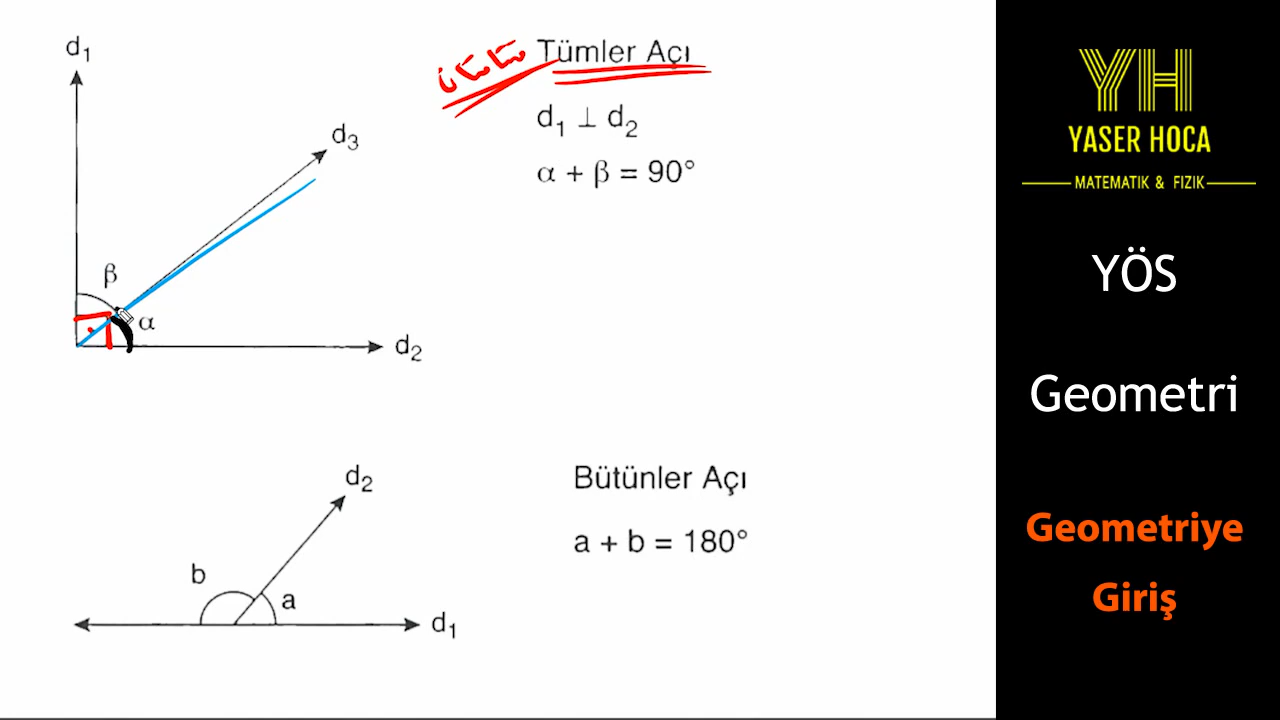 d₁
متتامتان Tümler Açı
d₃
d₁ ⊥ d₂
α + β = 90°
β
α
d₂
d₂
Bütünler Açı
a + b = 180°
b
a
d₁
YH
YASER HOCA
MATEMATIK & FIZIK
YÖS
Geometri
Geometriye
Giriş